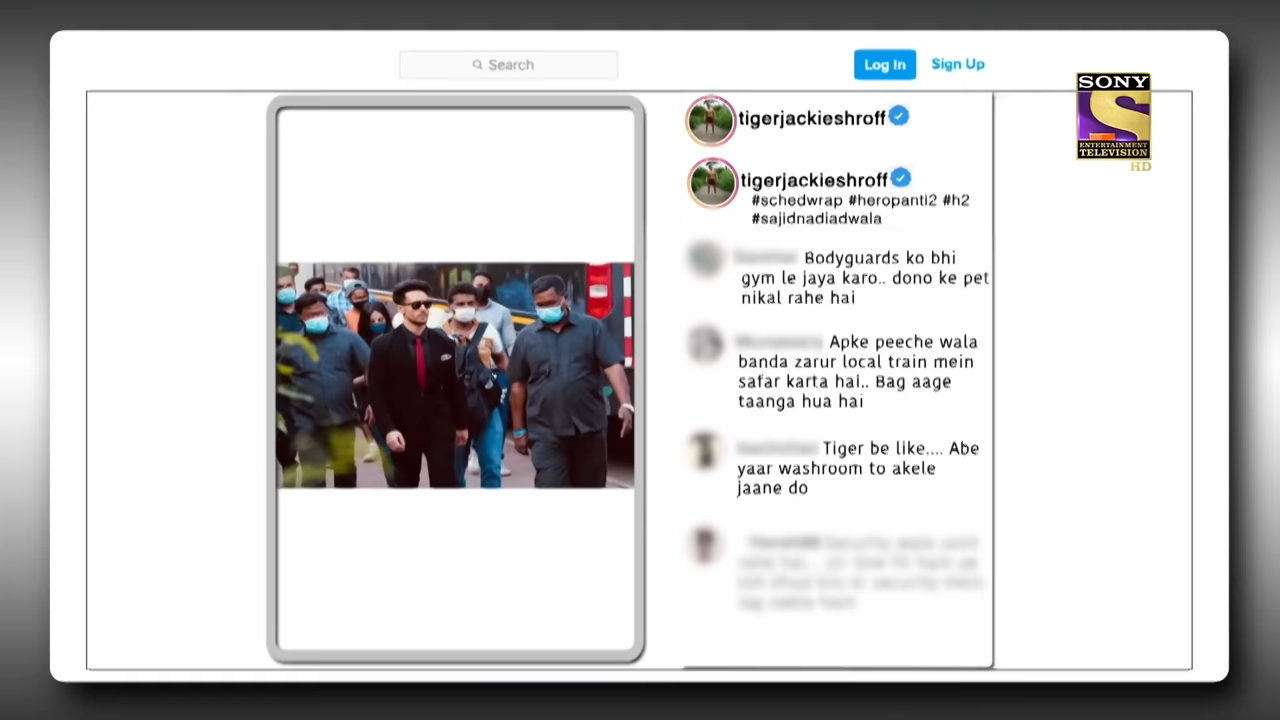 Search
Log In
Sign Up
SONY
ENTERTAINMENT
TELEVISION
HD
tigerjackieshroff
tigerjackieshroff
#schedwrap #heropanti2 #h2
#sajidnadiadwala
Bodyguards ko bhi
gym le jaya karo.. dono ke pet
nikal rahe hai
Apke peeche wala
banda zarur local train mein
safar karta hai.. Bag aage
taanga hua hai
Tiger be like.... Abe
yaar washroom to akele
jaane do